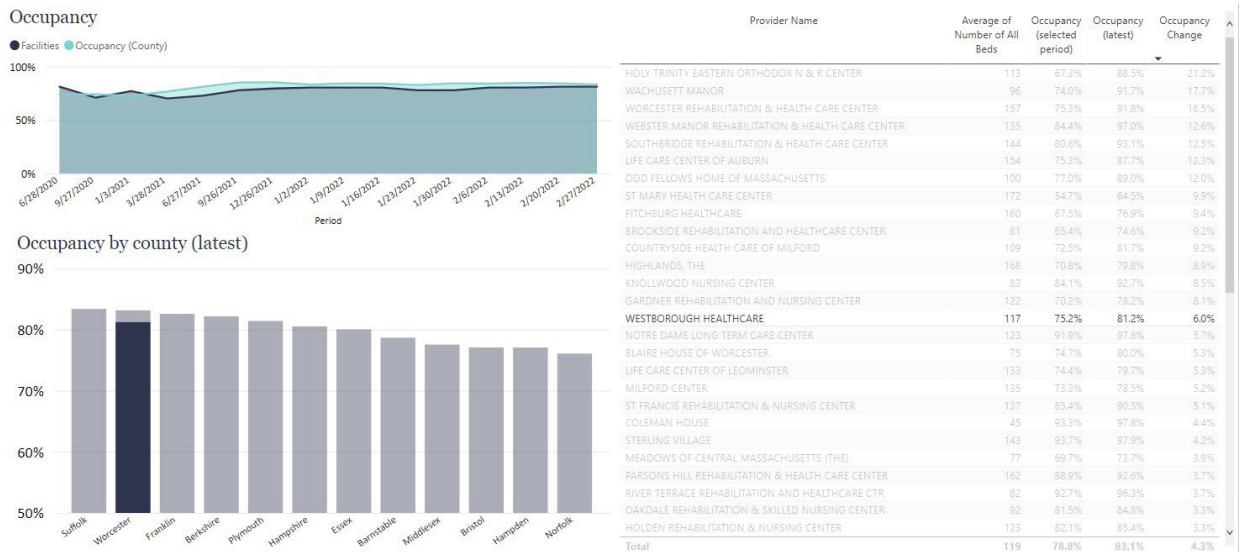 Occupancy
Facilities Occupancy (County)
100%
50%
0%
6/28/2020 9/27/2020 1/3/2021 3/28/2021 6/27/2021 9/26/2021 12/26/2021 1/2/2022 1/9/2022 1/16/2022 1/23/2022 1/30/2022 2/6/2022 2/13/2022 2/20/2022 2/27/2022
Period
Occupancy by county (latest)
90%
80%
70%
60%
50%
Suffolk Worcester Franklin Berkshire Plymouth Hampshire Essex Barnstable Middlesex Bristol Hampden Norfolk
Provider Name Average of Number of All Beds Occupancy (selected period) Occupancy (latest) Occupancy Change
HOLY TRINITY EASTERN ORTHODOX N & R CENTER 113 67.3% 88.5% 21.2%
WACHUSETT MANOR 96 74.0% 91.7% 17.7%
WORCESTER REHABILITATION & HEALTH CARE CENTER 157 75.3% 91.8% 16.5%
WEBSTER MANOR REHABILITATION & HEALTH CARE CENTER 135 84.4% 97.0% 12.6%
SOUTHBRIDGE REHABILITATION & HEALTH CARE CENTER 144 80.6% 93.1% 12.5%
LIFE CARE CENTER OF AUBURN 154 75.3% 87.7% 12.3%
ODD FELLOWS HOME OF MASSACHUSETTS 100 77.0% 89.0% 12.0%
ST MARY HEALTH CARE CENTER 172 54.7% 64.5% 9.9%
FITCHBURG HEALTHCARE 160 67.5% 76.9% 9.4%
BROOKSIDE REHABILITATION AND HEALTHCARE CENTER 81 65.4% 74.6% 9.2%
COUNTRYSIDE HEALTH CARE OF MILFORD 109 72.5% 81.7% 9.2%
HIGHLANDS, THE 168 70.8% 79.8% 8.9%
KNOLLWOOD NURSING CENTER 82 84.1% 92.7% 8.5%
GARDNER REHABILITATION AND NURSING CENTER 122 70.2% 78.2% 8.1%
WESTBOROUGH HEALTHCARE 117 75.2% 81.2% 6.0%
NOTRE DAME LONG TERM CARE CENTER 123 91.9% 97.6% 5.7%
BLAIRE HOUSE OF WORCESTER 75 74.7% 80.0% 5.3%
LIFE CARE CENTER OF LEOMINSTER 133 74.4% 79.7% 5.3%
MILFORD CENTER 135 73.3% 78.5% 5.2%
ST FRANCIS REHABILITATION & NURSING CENTER 137 85.4% 90.5% 5.1%
COLEMAN HOUSE 45 93.3% 97.8% 4.4%
STERLING VILLAGE 143 93.7% 97.9% 4.2%
MEADOWS OF CENTRAL MASSACHUSETTS (THE) 77 69.7% 73.7% 3.9%
PARSONS HILL REHABILITATION & HEALTH CARE CENTER 162 88.9% 92.6% 3.7%
RIVER TERRACE REHABILITATION AND HEALTHCARE CTR 82 92.7% 96.3% 3.7%
OAKDALE REHABILITATION & SKILLED NURSING CENTER 92 81.5% 84.8% 3.3%
HOLDEN REHABILITATION & NURSING CENTER 123 82.1% 85.4% 3.3%
Total 119 78.8% 83.1% 4.3%